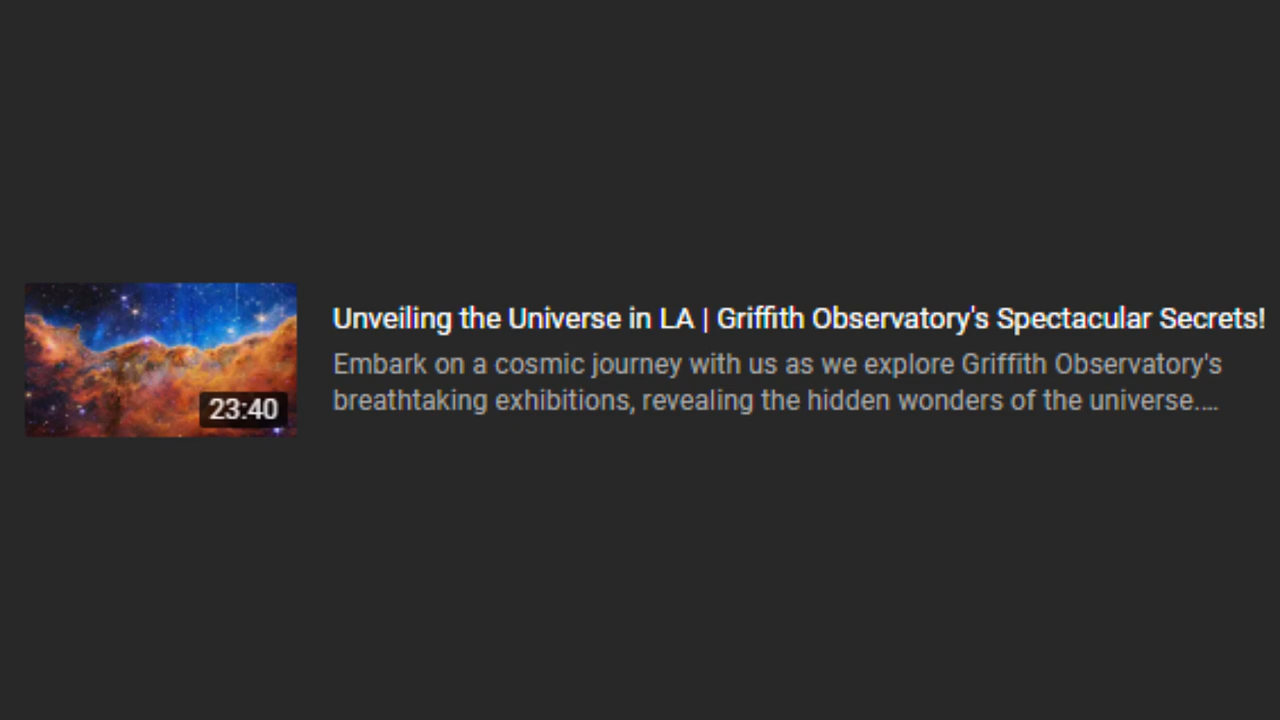 23:40
Unveiling the Universe in LA | Griffith Observatory's Spectacular Secrets!
Embark on a cosmic journey with us as we explore Griffith Observatory's
breathtaking exhibitions, revealing the hidden wonders of the universe....